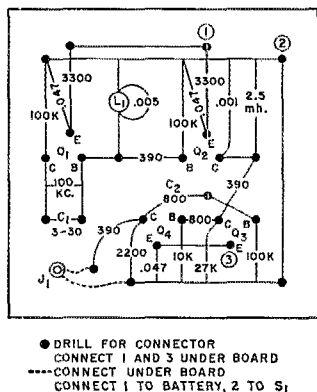 1
2
3300
.047
E
100K
L1
.005
3300
.047
E
100K
.001
2.5
mh.
Q1
C
B
390
B
Q2
C
100
KC.
C1
3-30
390
C2
800
390
C
C
B
800
C
B
Q4
Q3
E
E
3
2200
.047
10K
27K
100K
J1
DRILL FOR CONNECTOR
CONNECT 1 AND 3 UNDER BOARD
CONNECT UNDER BOARD
CONNECT 1 TO BATTERY, 2 TO S1